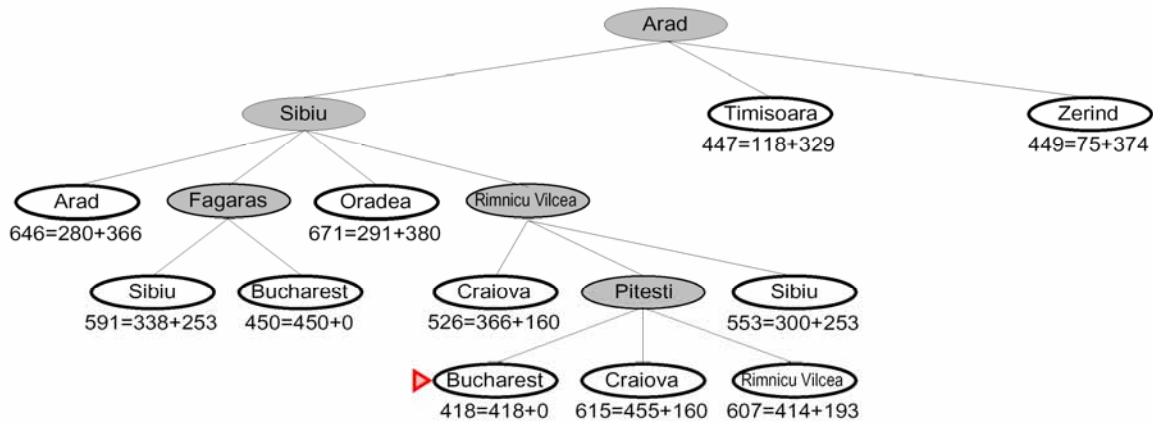 Arad
Sibiu
Timisoara
Zerind
447=118+329
449=75+374
Arad
Fagaras
Oradea
Rimnicu Vilcea
646=280+366
671=291+380
Sibiu
Bucharest
Craiova
Pitesti
Sibiu
591=338+253
450=450+0
526=366+160
553=300+253
Bucharest
Craiova
Rimnicu Vilcea
418=418+0
615=455+160
607=414+193